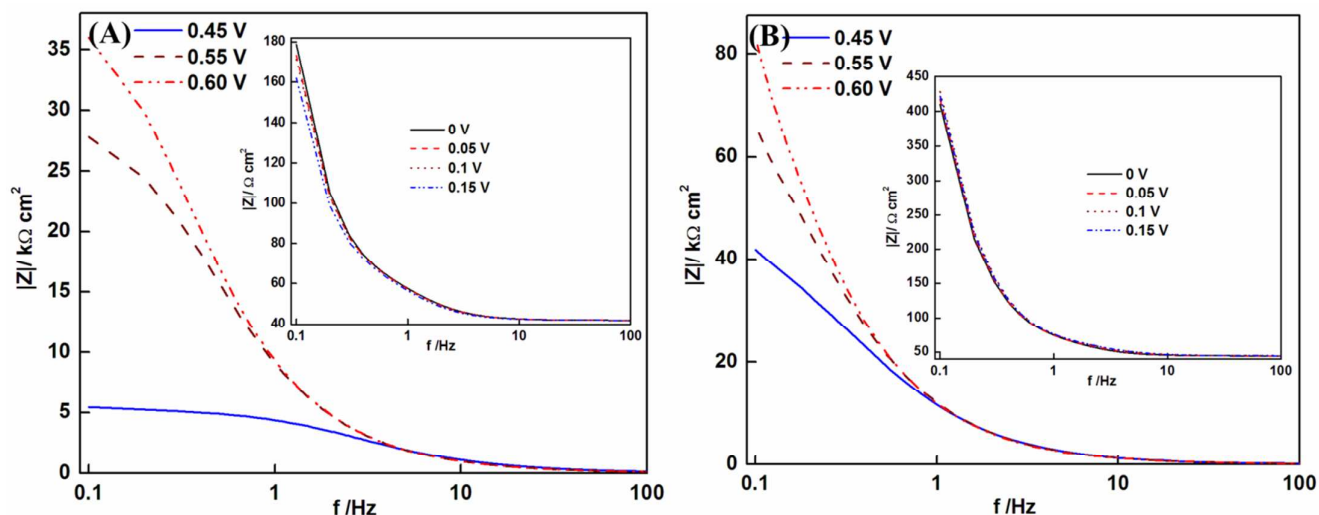 (A)
0.45 V
0.55 V
0.60 V
|Z|/ kΩ cm²
35
30
25
20
15
10
5
0
0.1 1 10 100
f /Hz
|Z|/ Ω cm²
180
160
140
120
100
80
60
40
0 V
0.05 V
0.1 V
0.15 V
0.1 1 10 100
f /Hz
(B)
0.45 V
0.55 V
0.60 V
|Z|/ kΩ cm²
80
60
40
20
0
0.1 1 10 100
f /Hz
|Z|/ Ω cm²
450
400
350
300
250
200
150
100
50
0 V
0.05 V
0.1 V
0.15 V
0.1 1 10 100
f /Hz